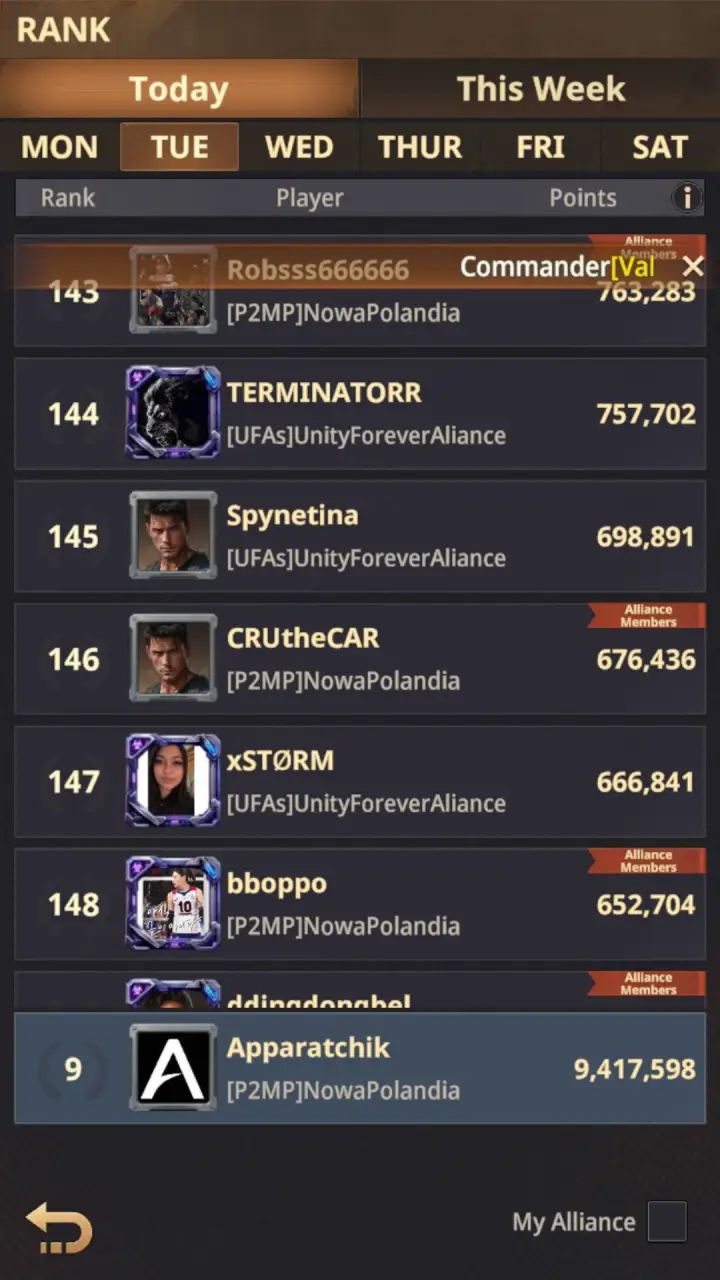 RANK
Today
This Week
MON
TUE
WED
THUR
FRI
SAT
Rank
Player
Points
Alliance
Members
143
Robsss666666
[P2MP]NowaPolandia
763,283
Commander[Val
144
TERMINATORR
[UFAs]UnityForeverAliance
757,702
145
Spynetina
[UFAs]UnityForeverAliance
698,891
Alliance
Members
146
CRUtheCAR
[P2MP]NowaPolandia
676,436
147
xSTØRM
[UFAs]UnityForeverAliance
666,841
Alliance
Members
148
bboppo
[P2MP]NowaPolandia
652,704
10
Alliance
Members
ddingdongbel
9
Apparatchik
[P2MP]NowaPolandia
9,417,598
My Alliance